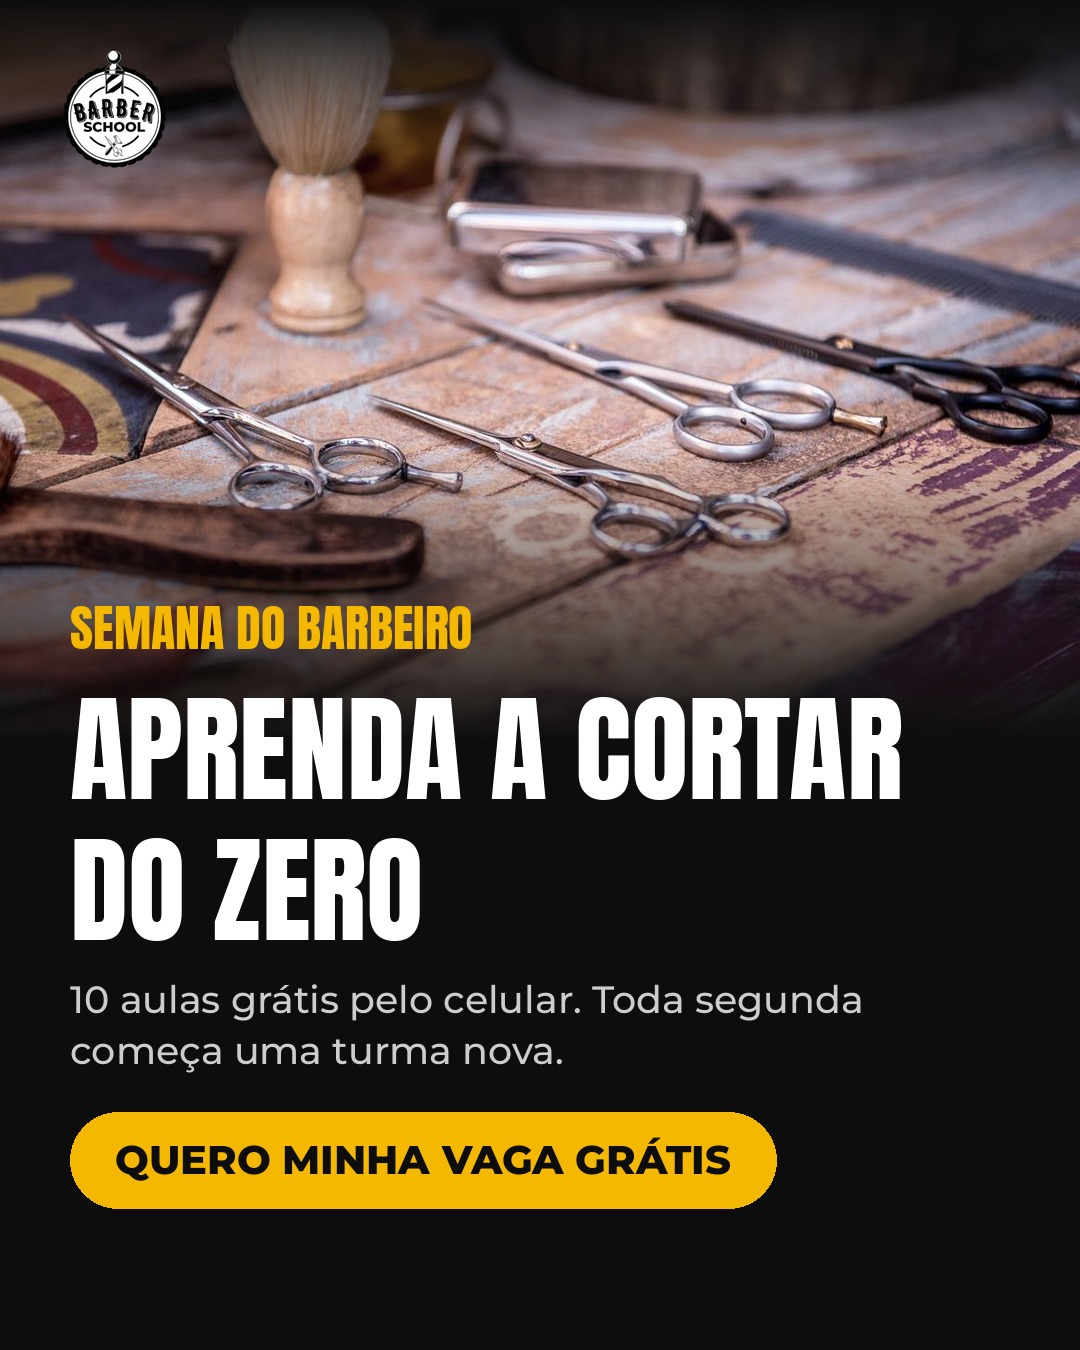 BARBER
SCHOOL
SEMANA DO BARBEIRO
APRENDA A CORTAR
DO ZERO
10 aulas grátis pelo celular. Toda segunda
começa uma turma nova.
QUERO MINHA VAGA GRÁTIS